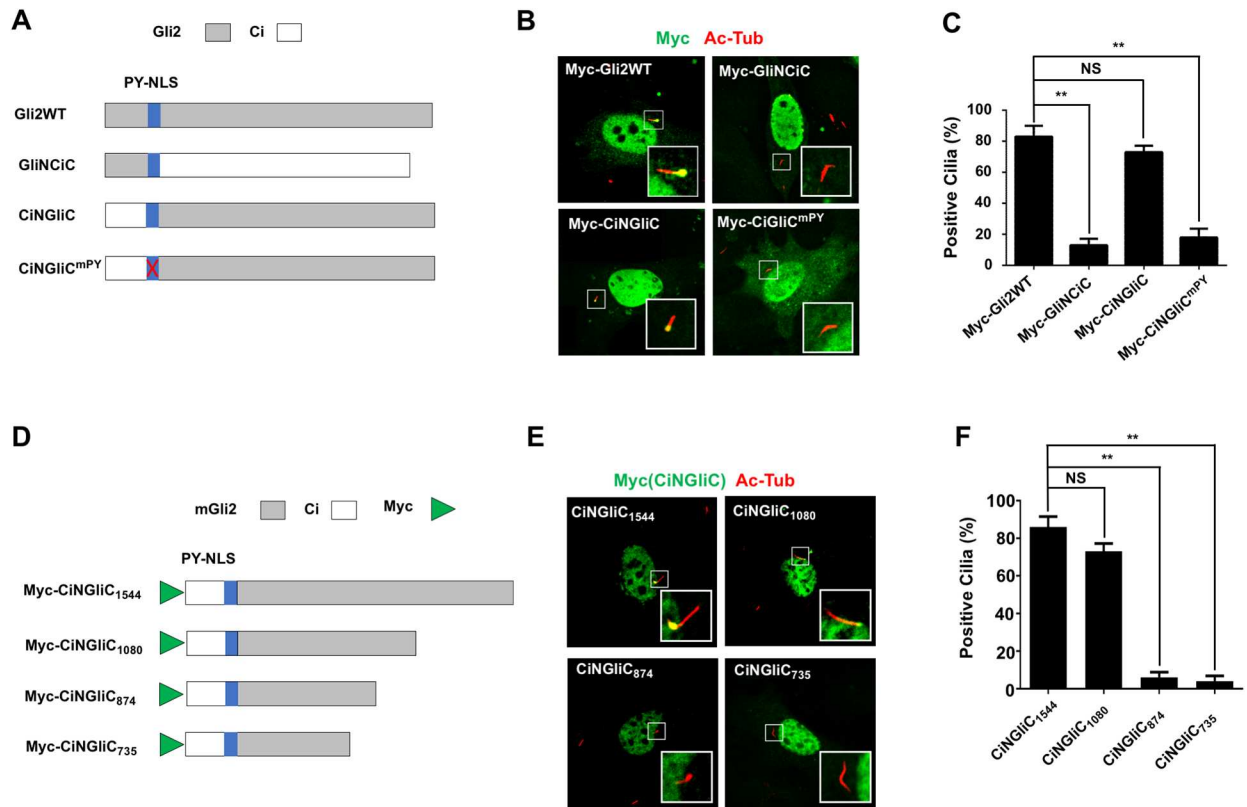 A
Gli2 Ci
PY-NLS
Gli2WT
GliNCiC
CiNGliC
CiNGliCmPY
B
Myc Ac-Tub
Myc-Gli2WT
Myc-GliNCiC
Myc-CiNGliC
Myc-CiGliCmPY
C
**
NS
**
Positive Cilia (%)
100
80
60
40
20
0
Myc-Gli2WT
Myc-GliNCiC
Myc-CiNGliC
Myc-CiNGliCmPY
D
mGli2 Ci Myc
PY-NLS
Myc-CiNGliC1544
Myc-CiNGliC1080
Myc-CiNGliC874
Myc-CiNGliC735
E
Myc(CiNGliC) Ac-Tub
CiNGliC1544
CiNGliC1080
CiNGliC874
CiNGliC735
F
**
**
NS
Positive Cilia (%)
100
80
60
40
20
0
CiNGliC1544
CiNGliC1080
CiNGliC874
CiNGliC735